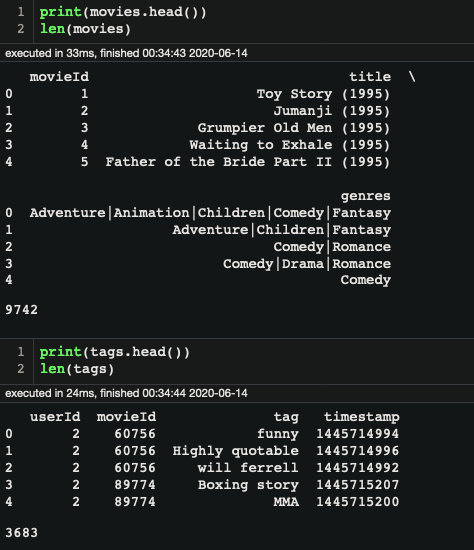 1 print(movies.head())
2 len(movies)
executed in 33ms, finished 00:34:43 2020-06-14
movieId title \
0 1 Toy Story (1995)
1 2 Jumanji (1995)
2 3 Grumpier Old Men (1995)
3 4 Waiting to Exhale (1995)
4 5 Father of the Bride Part II (1995)
genres
0 Adventure|Animation|Children|Comedy|Fantasy
1 Adventure|Children|Fantasy
2 Comedy|Romance
3 Comedy|Drama|Romance
4 Comedy
9742
1 print(tags.head())
2 len(tags)
executed in 24ms, finished 00:34:44 2020-06-14
userId movieId tag timestamp
0 2 60756 funny 1445714994
1 2 60756 Highly quotable 1445714996
2 2 60756 will ferrell 1445714992
3 2 89774 Boxing story 1445715207
4 2 89774 MMA 1445715200
3683